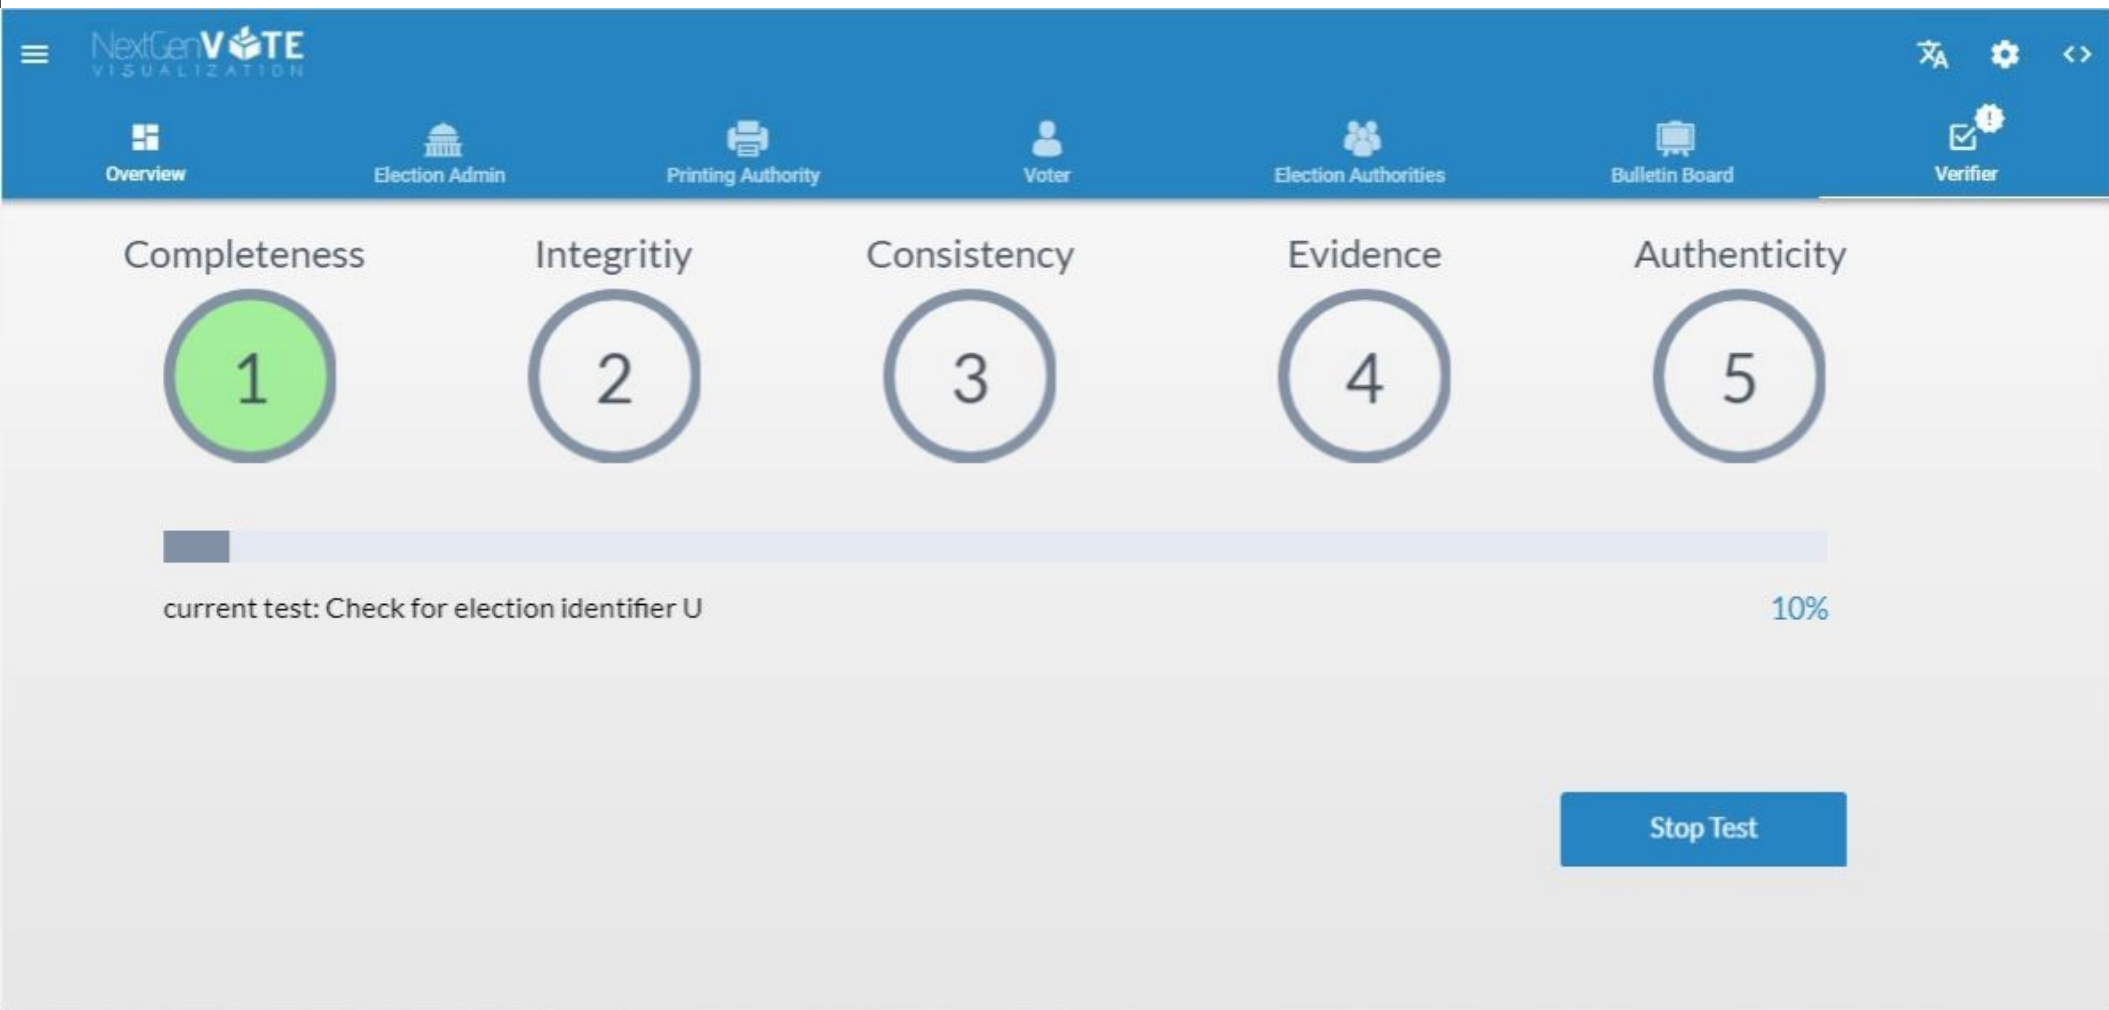 NextGenVOTE
VISUALIZATION
Overview
Election Admin
Printing Authority
Voter
Election Authorities
Bulletin Board
Verifier
Completeness
Integritiy
Consistency
Evidence
Authenticity
1
2
3
4
5
current test: Check for election identifier U
10%
Stop Test